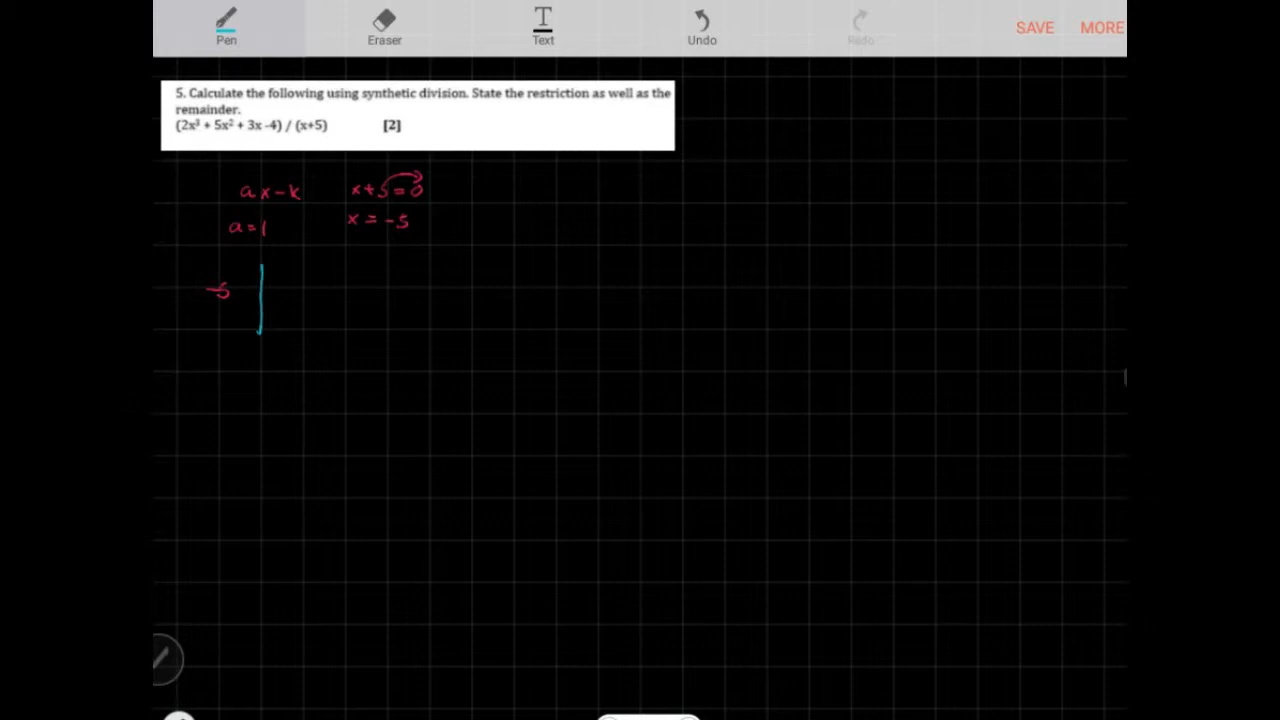 Pen Eraser Text Undo Redo SAVE MORE
5. Calculate the following using synthetic division. State the restriction as well as the
remainder.
(2x³ + 5x² + 3x -4) / (x+5) [2]
ax-k x+5=0
a=1 x=-5
-5